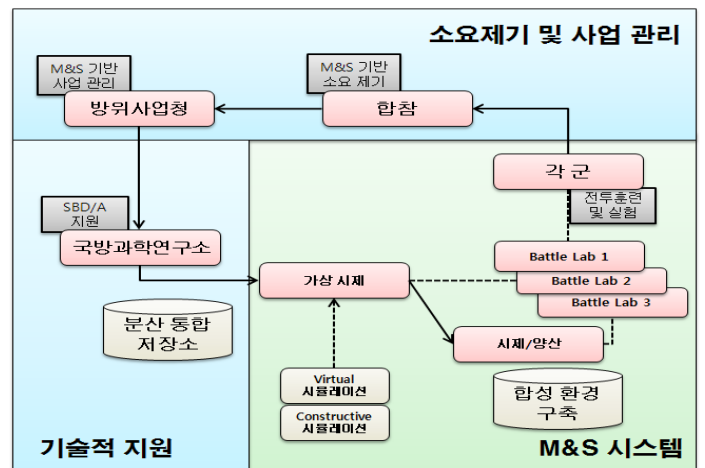 소요제기 및 사업 관리
M&S 기반
사업 관리
방위사업청
M&S 기반
소요 제기
합참
각 군
전투훈련
및 실험
SBD/A
지원
국방과학연구소
가상 시제
Battle Lab 1
Battle Lab 2
Battle Lab 3
분산 통합
저장소
시제/양산
Virtual
시뮬레이션
Constructive
시뮬레이션
합성 환경
구축
기술적 지원
M&S 시스템